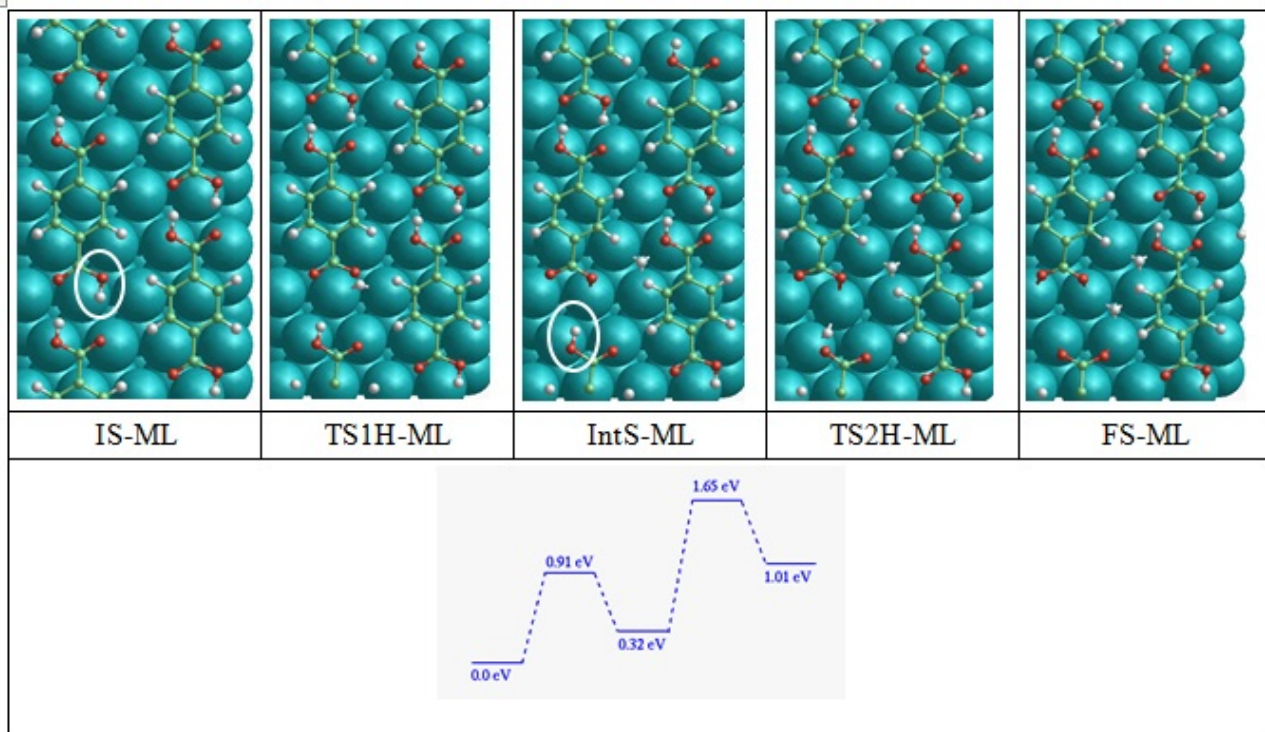 IS-ML
TS1H-ML
IntS-ML
TS2H-ML
FS-ML
1.65 eV
0.91 eV
1.01 eV
0.32 eV
0.0 eV